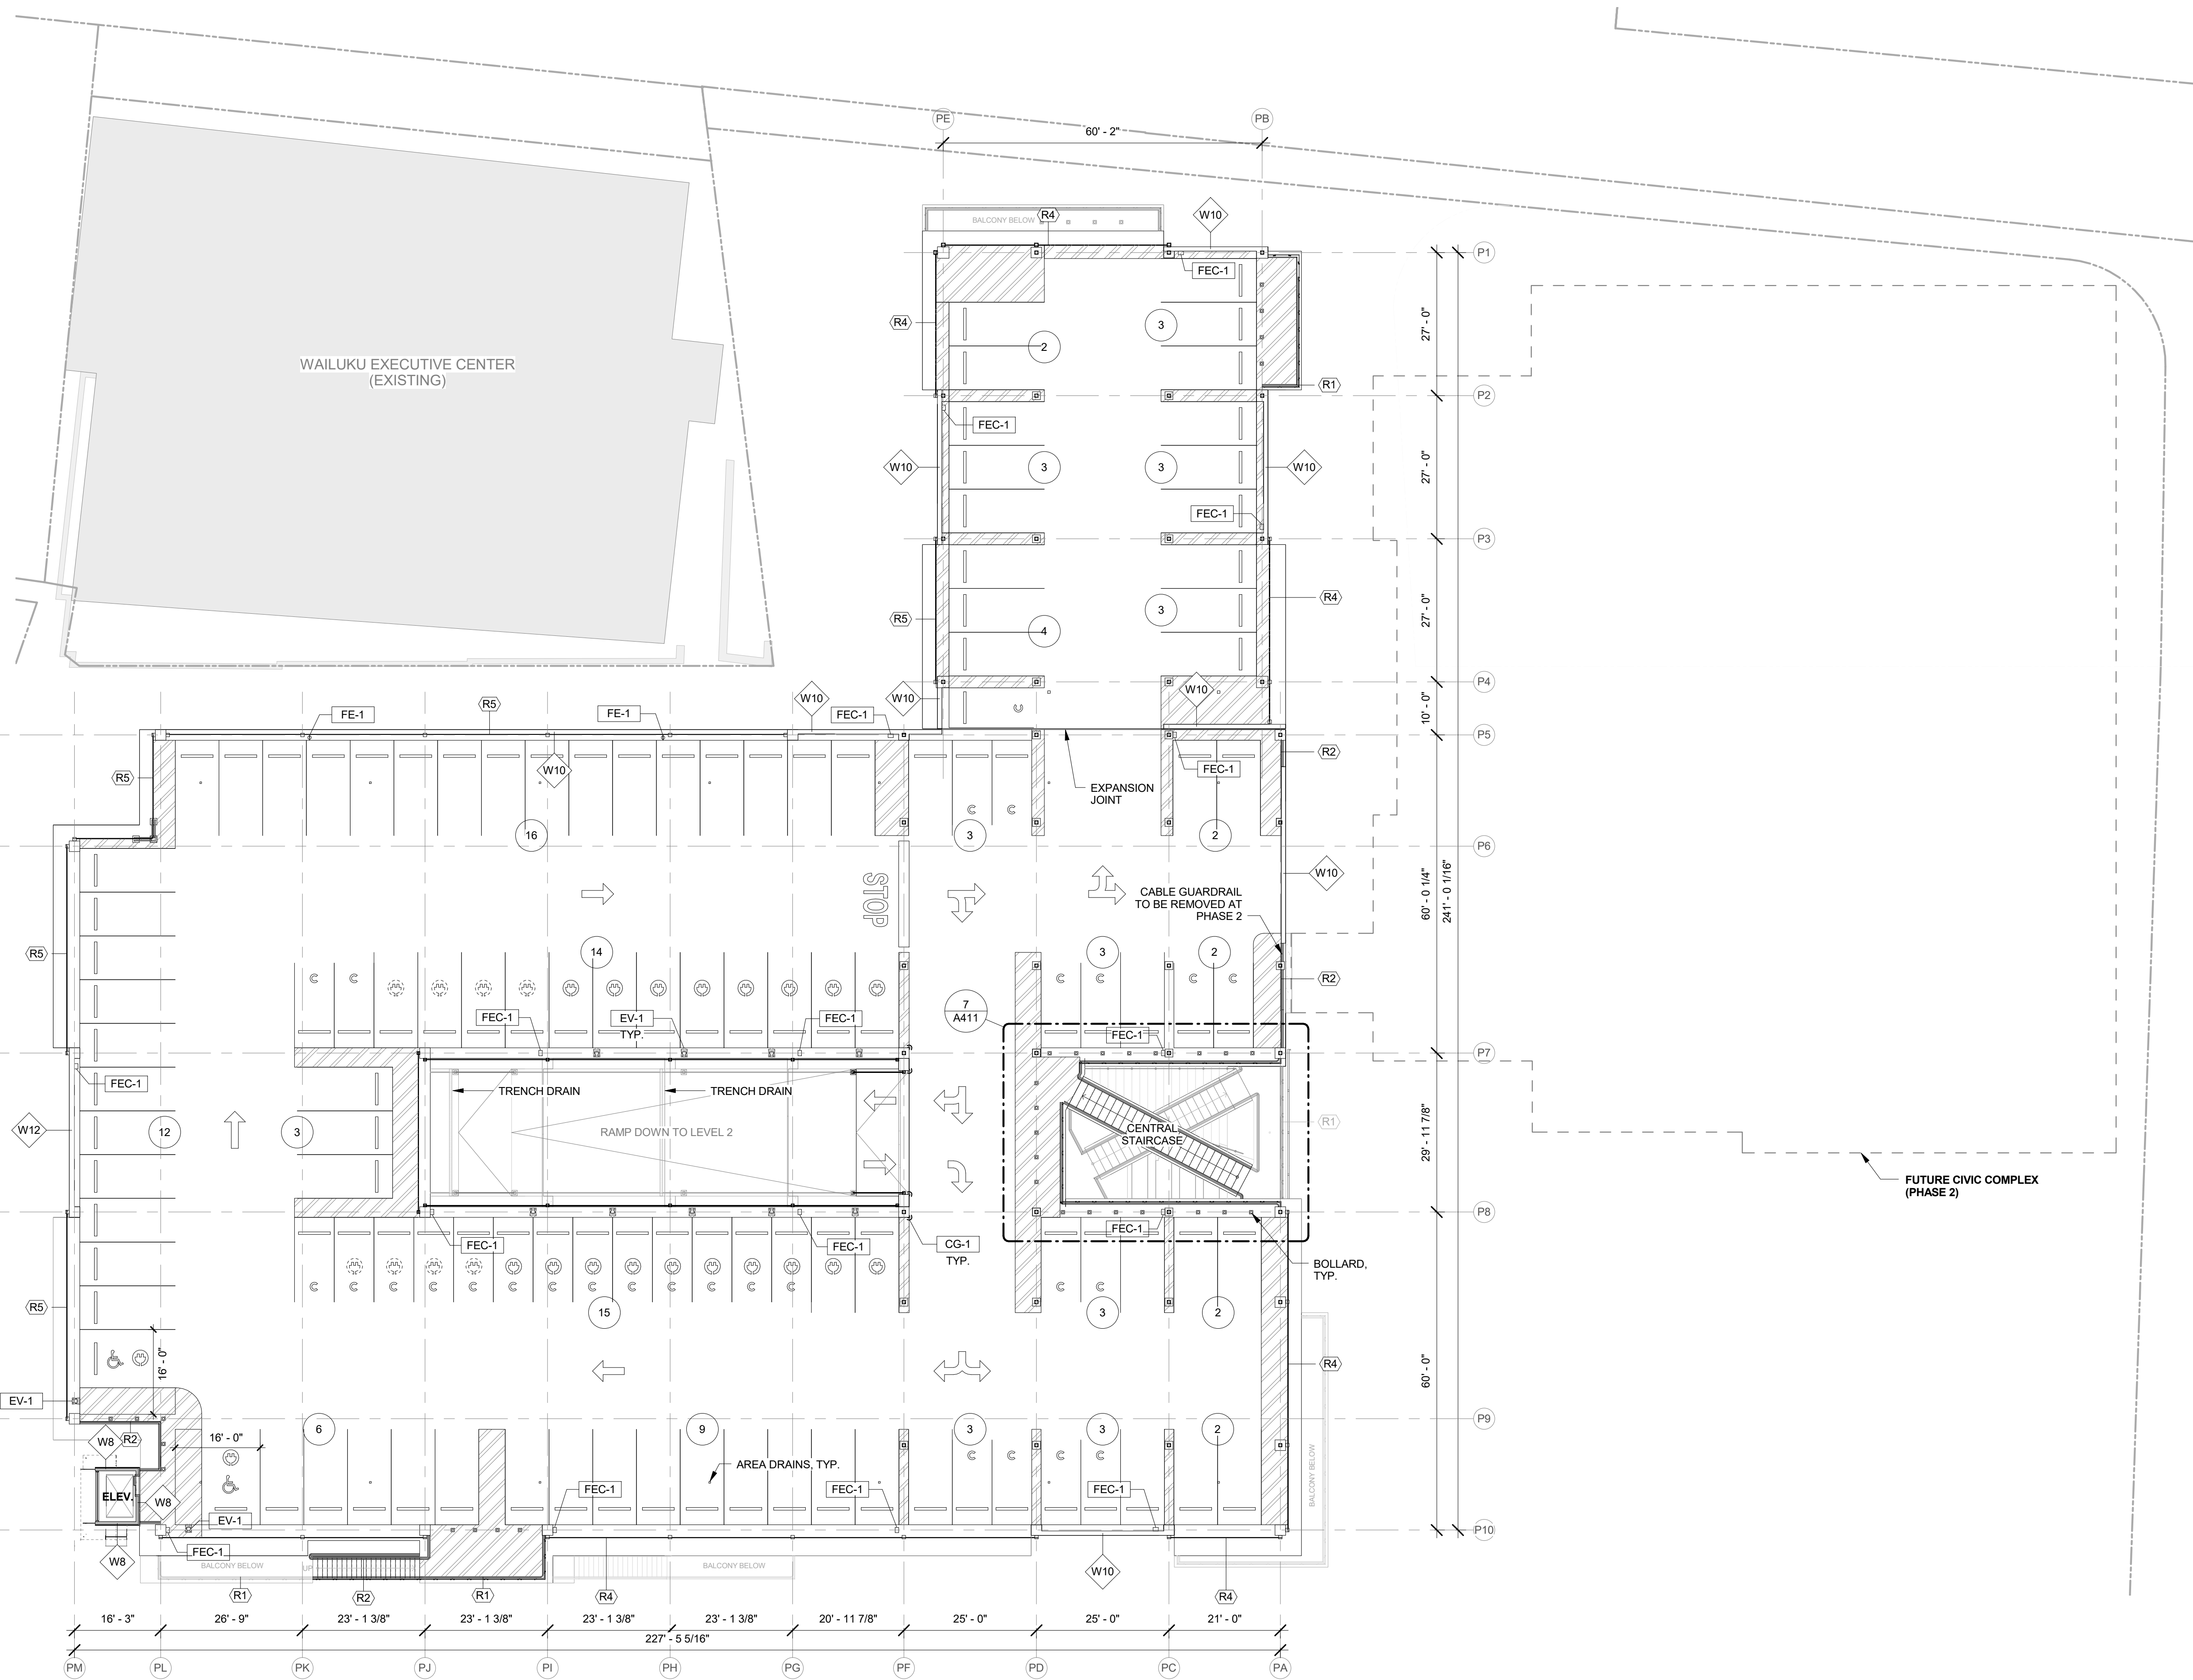 PE
PB
60' - 2"
BALCONY BELOW
R4
W10
P1
FEC-1
WAILUKU EXECUTIVE CENTER
(EXISTING)
R4
3
2
27' - 0"
R1
P2
FEC-1
W10
3
3
W10
27' - 0"
FEC-1
P3
R5
4
3
R4
27' - 0"
P4
W10
W10
W10
R5
FE-1
FE-1
FEC-1
10' - 0"
P5
R5
W10
FEC-1
R2
EXPANSION
JOINT
16
3
2
P6
STOP
W10
CABLE GUARDRAIL
TO BE REMOVED AT
PHASE 2
60' - 0 1/4"
241' - 0 1/16"
R5
14
3
2
R2
C
C
C
C
C
C
C
C
C
7
A411
FEC-1
EV-1
TYP.
FEC-1
FEC-1
P7
FEC-1
TRENCH DRAIN
TRENCH DRAIN
W12
12
3
RAMP DOWN TO LEVEL 2
CENTRAL
STAIRCASE
R1
29' - 11 7/8"
FUTURE CIVIC COMPLEX
(PHASE 2)
P8
FEC-1
FEC-1
CG-1
TYP.
FEC-1
BOLLARD,
TYP.
C
C
C
C
C
C
C
C
C
C
C
C
C
C
R5
15
3
2
16' - 0"
R4
60' - 0"
EV-1
P9
6
9
3
3
2
W8
R2
16' - 0"
C
C
C
C
AREA DRAINS, TYP.
ELEV.
W8
FEC-1
FEC-1
FEC-1
BALCONY BELOW
EV-1
P10
W8
FEC-1
BALCONY BELOW
UP
BALCONY BELOW
W10
R1
R2
R1
R4
R4
16' - 3"
26' - 9"
23' - 1 3/8"
23' - 1 3/8"
23' - 1 3/8"
23' - 1 3/8"
20' - 11 7/8"
25' - 0"
25' - 0"
21' - 0"
227' - 5 5/16"
PM
PL
PK
PJ
PI
PH
PG
PF
PD
PC
PA